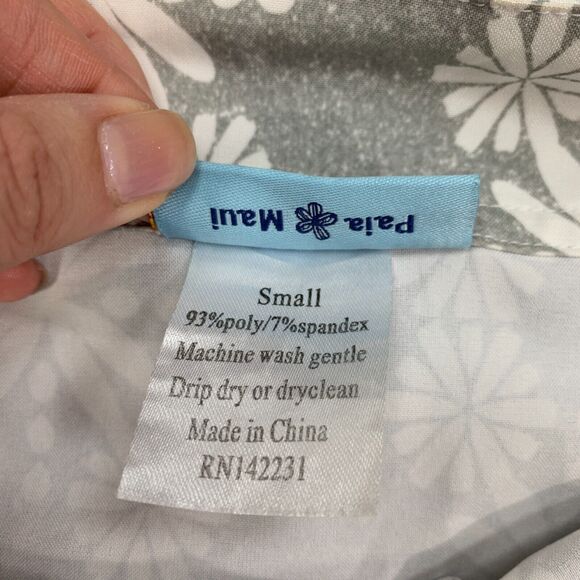 Paia Maui
Small
93%poly/7%spandex
Machine wash gentle
Drip dry or dryclean
Made in China
RN142231